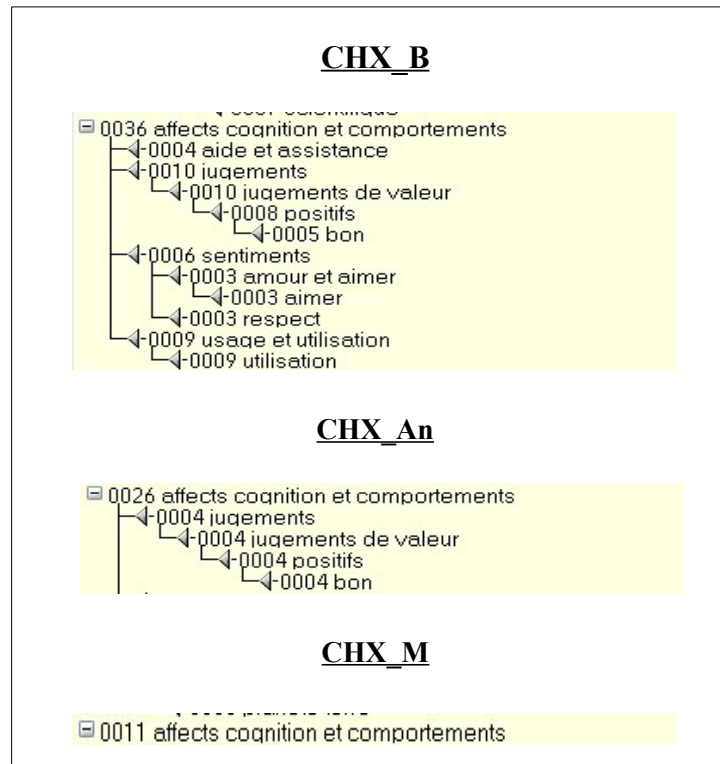 CHX_B
0036 affects cognition et comportements
0004 aide et assistance
0010 jugements
0010 jugements de valeur
0008 positifs
0005 bon
0006 sentiments
0003 amour et aimer
0003 aimer
0003 respect
0009 usage et utilisation
0009 utilisation
CHX_An
0026 affects cognition et comportements
0004 jugements
0004 jugements de valeur
0004 positifs
0004 bon
CHX_M
0011 affects cognition et comportements